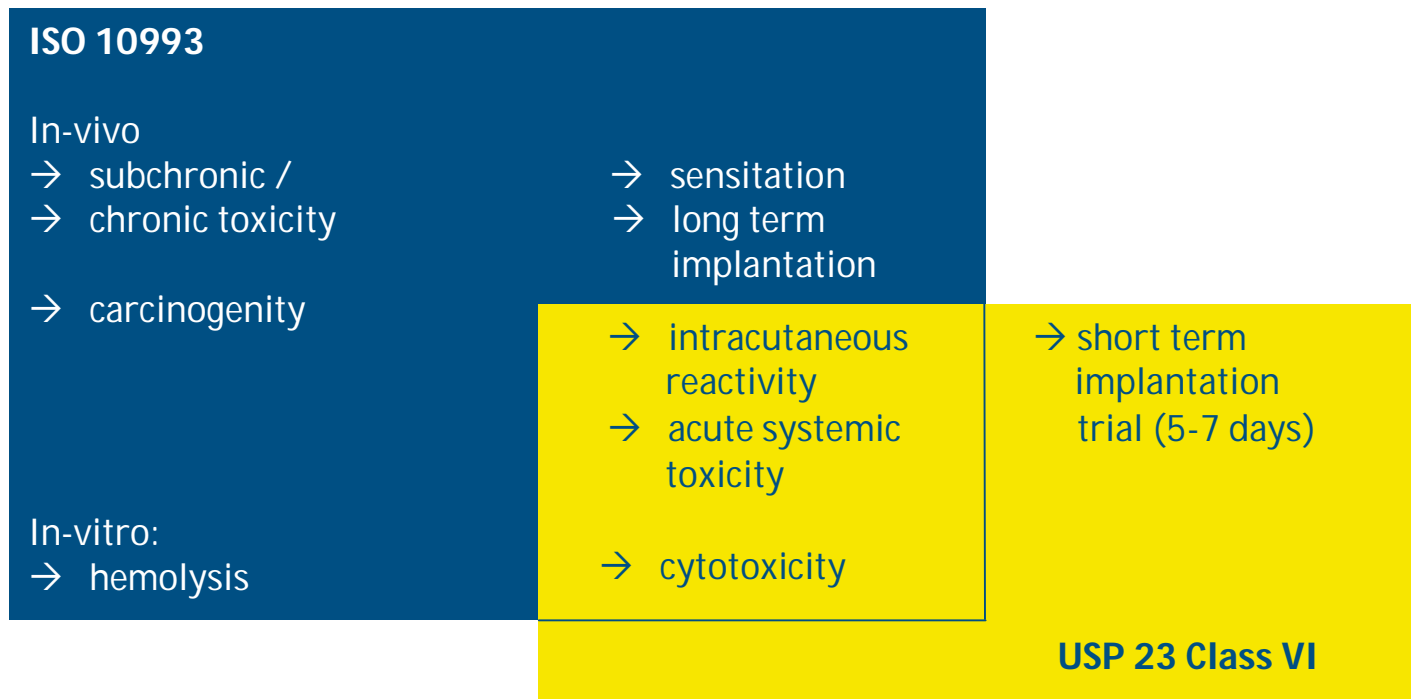 ISO 10993
In-vivo
→ subchronic /
→ chronic toxicity
→ carcinogenity
In-vitro:
→ hemolysis
→ sensitation
→ long term
implantation
→ intracutaneous
reactivity
→ acute systemic
toxicity
→ cytotoxicity
→ short term
implantation
trial (5-7 days)
USP 23 Class VI